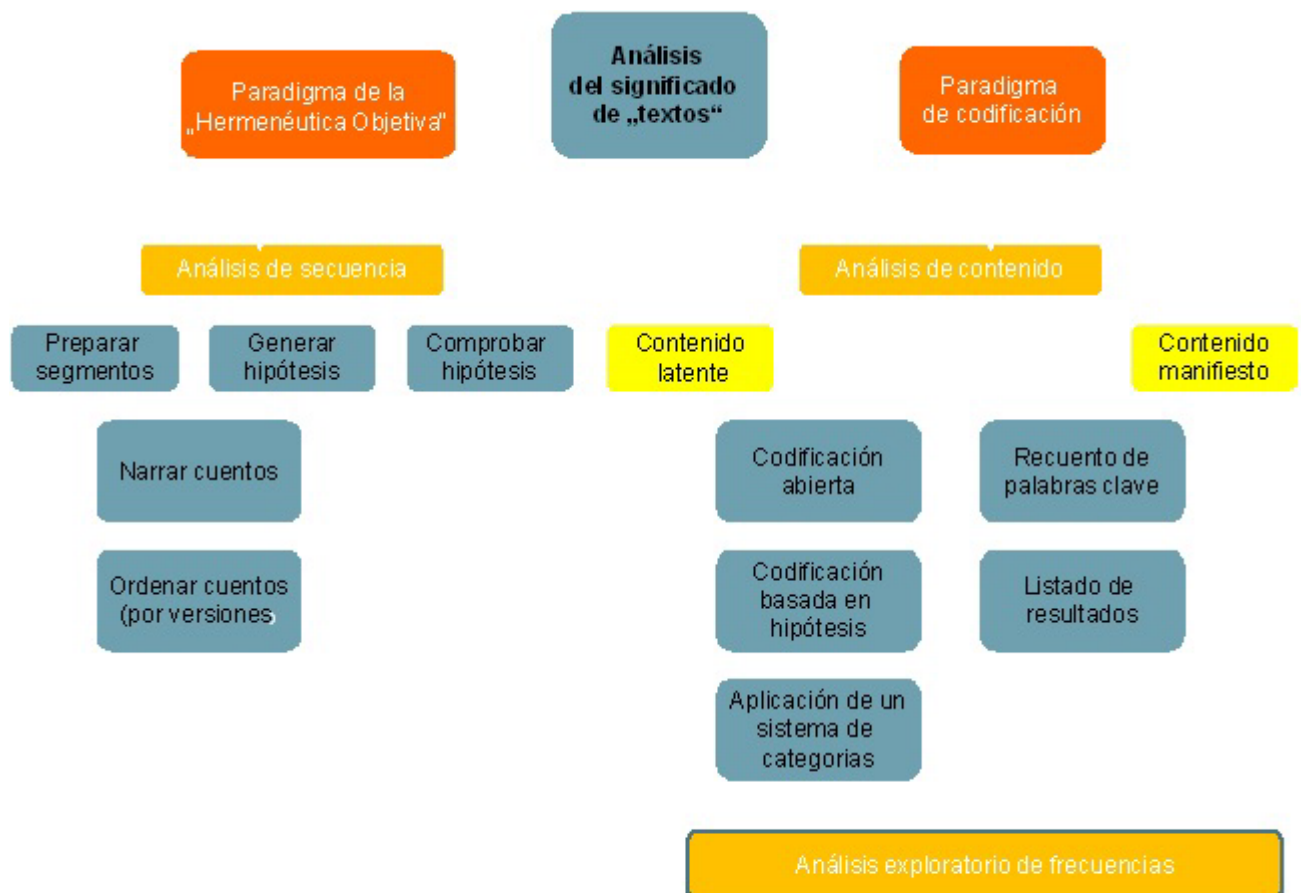 Análisis
del significado
de „textos“
Paradigma de la
„Hermenéutica Objetiva"
Paradigma
de codificación
Análisis de secuencia
Análisis de contenido
Preparar
segmentos
Generar
hipótesis
Comprobar
hipótesis
Contenido
latente
Contenido
manifiesto
Narrar cuentos
Ordenar cuentos
(por versiones)
Codificación
abierta
Codificación
basada en
hipótesis
Aplicación de un
sistema de
categorias
Recuento de
palabras clave
Listado de
resultados
Análisis exploratorio de frecuencias